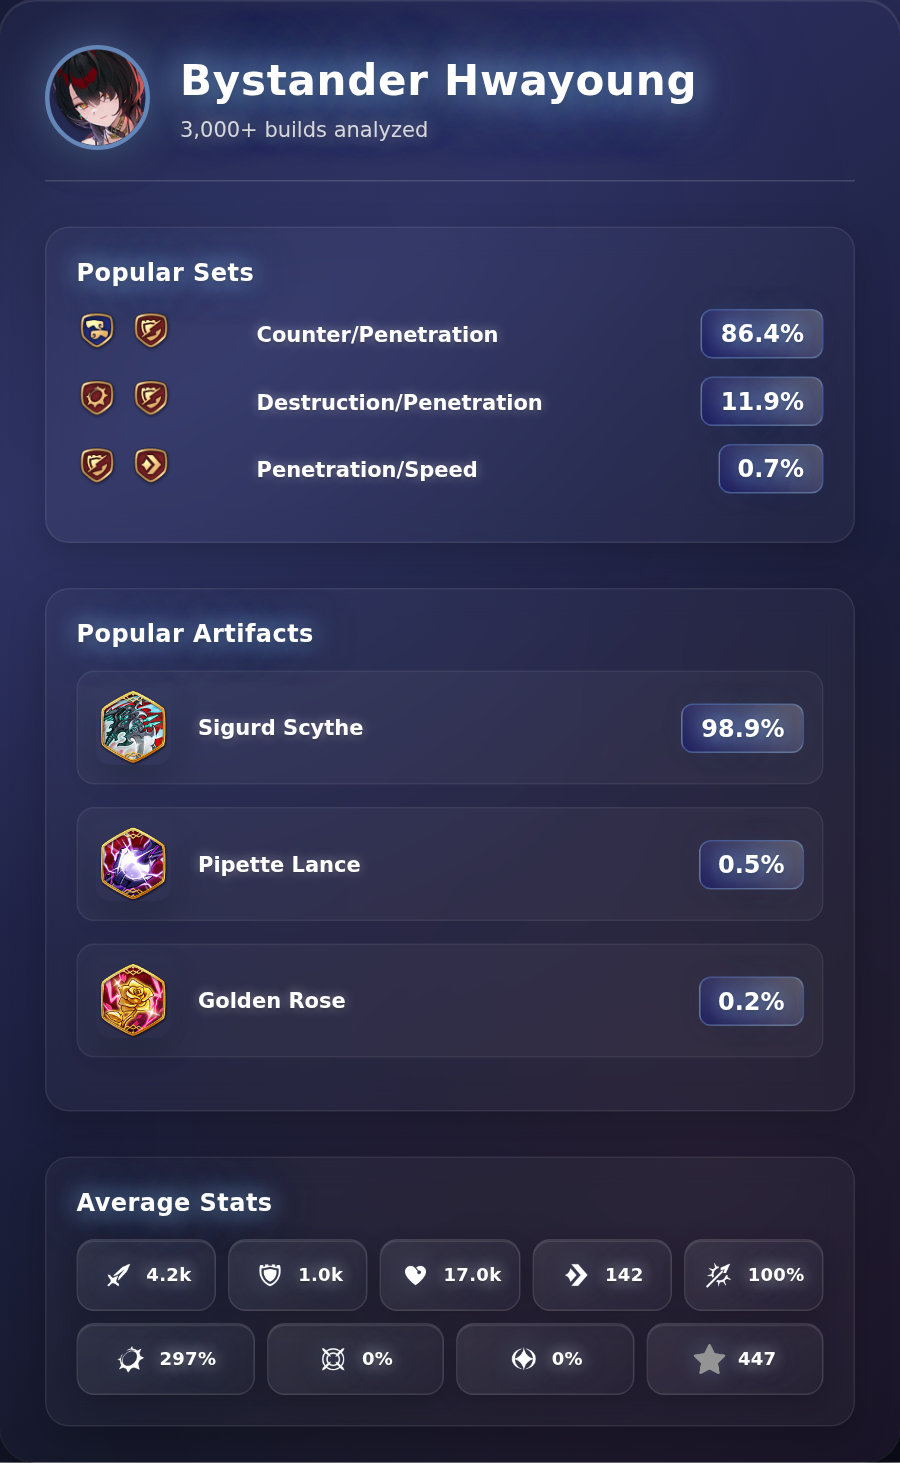 Bystander Hwayoung
3,000+ builds analyzed
Popular Sets
Counter/Penetration 86.4%
Destruction/Penetration 11.9%
Penetration/Speed 0.7%
Popular Artifacts
Sigurd Scythe 98.9%
Pipette Lance 0.5%
Golden Rose 0.2%
Average Stats
4.2k 1.0k 17.0k 142 100%
297% 0% 0% 447